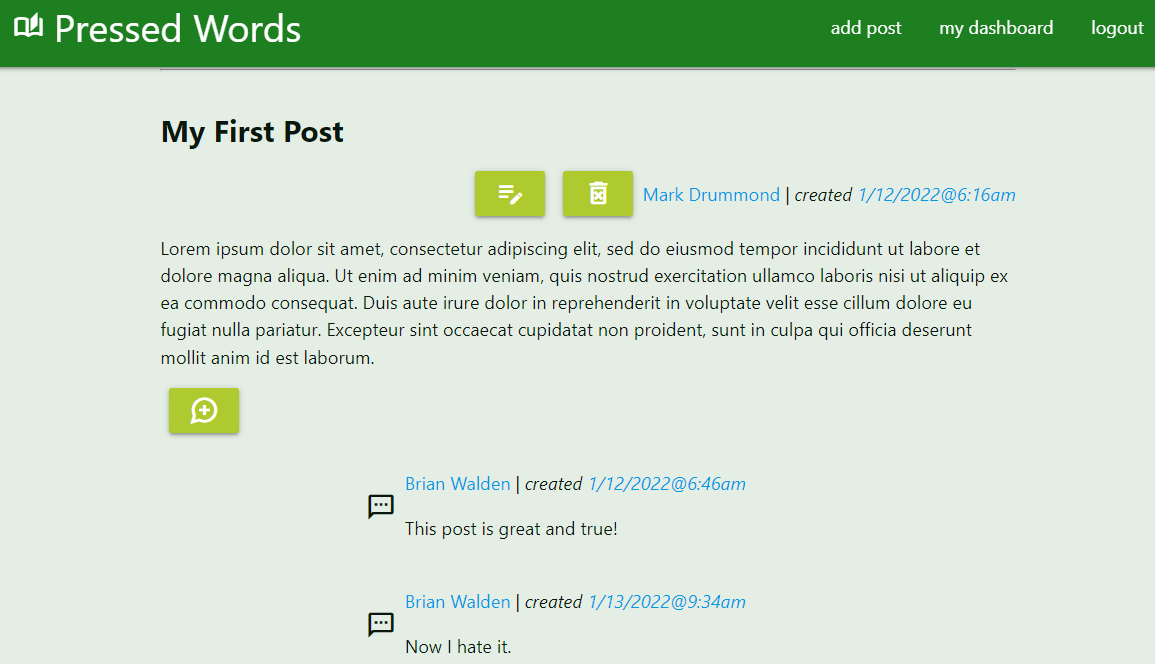 Pressed Words
add post my dashboard logout
My First Post
Mark Drummond | created 1/12/2022@6:16am
Lorem ipsum dolor sit amet, consectetur adipiscing elit, sed do eiusmod tempor incididunt ut labore et
dolore magna aliqua. Ut enim ad minim veniam, quis nostrud exercitation ullamco laboris nisi ut aliquip ex
ea commodo consequat. Duis aute irure dolor in reprehenderit in voluptate velit esse cillum dolore eu
fugiat nulla pariatur. Excepteur sint occaecat cupidatat non proident, sunt in culpa qui officia deserunt
mollit anim id est laborum.
Brian Walden | created 1/12/2022@6:46am
This post is great and true!
Brian Walden | created 1/13/2022@9:34am
Now I hate it.